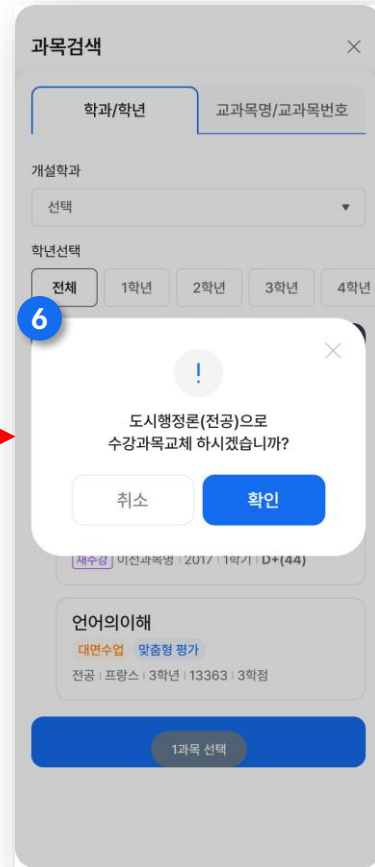 과목검색
학과/학년
교과목명/교과목번호
개설학과
선택
학년선택
전체
1학년
2학년
3학년
4학년
6
!
도시행정론(전공)으로
수강과목교체 하시겠습니까?
취소
확인
재수강 이전과목명 | 2017 | 1학기 | D+(44)
언어의이해
대면수업 맞춤형 평가
전공 | 프랑스 | 3학년 | 13363 | 3학점
1과목 선택